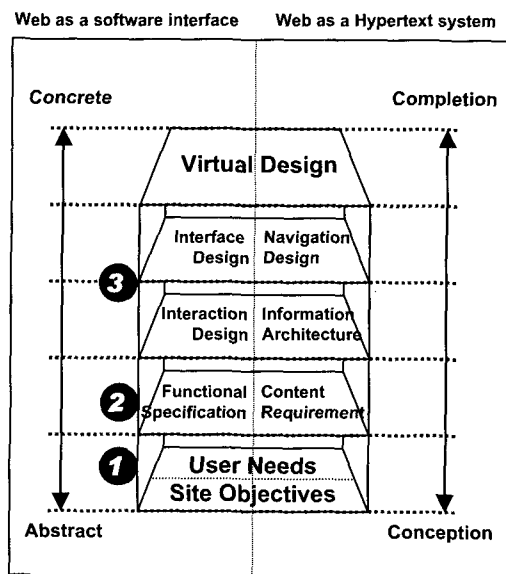 Web as a software interface Web as a Hypertext system
Concrete Completion
Virtual Design
Interface Navigation
Design Design
3
Interaction Information
Design Architecture
2
Functional Content
Specification Requirement
1
User Needs
Site Objectives
Abstract Conception